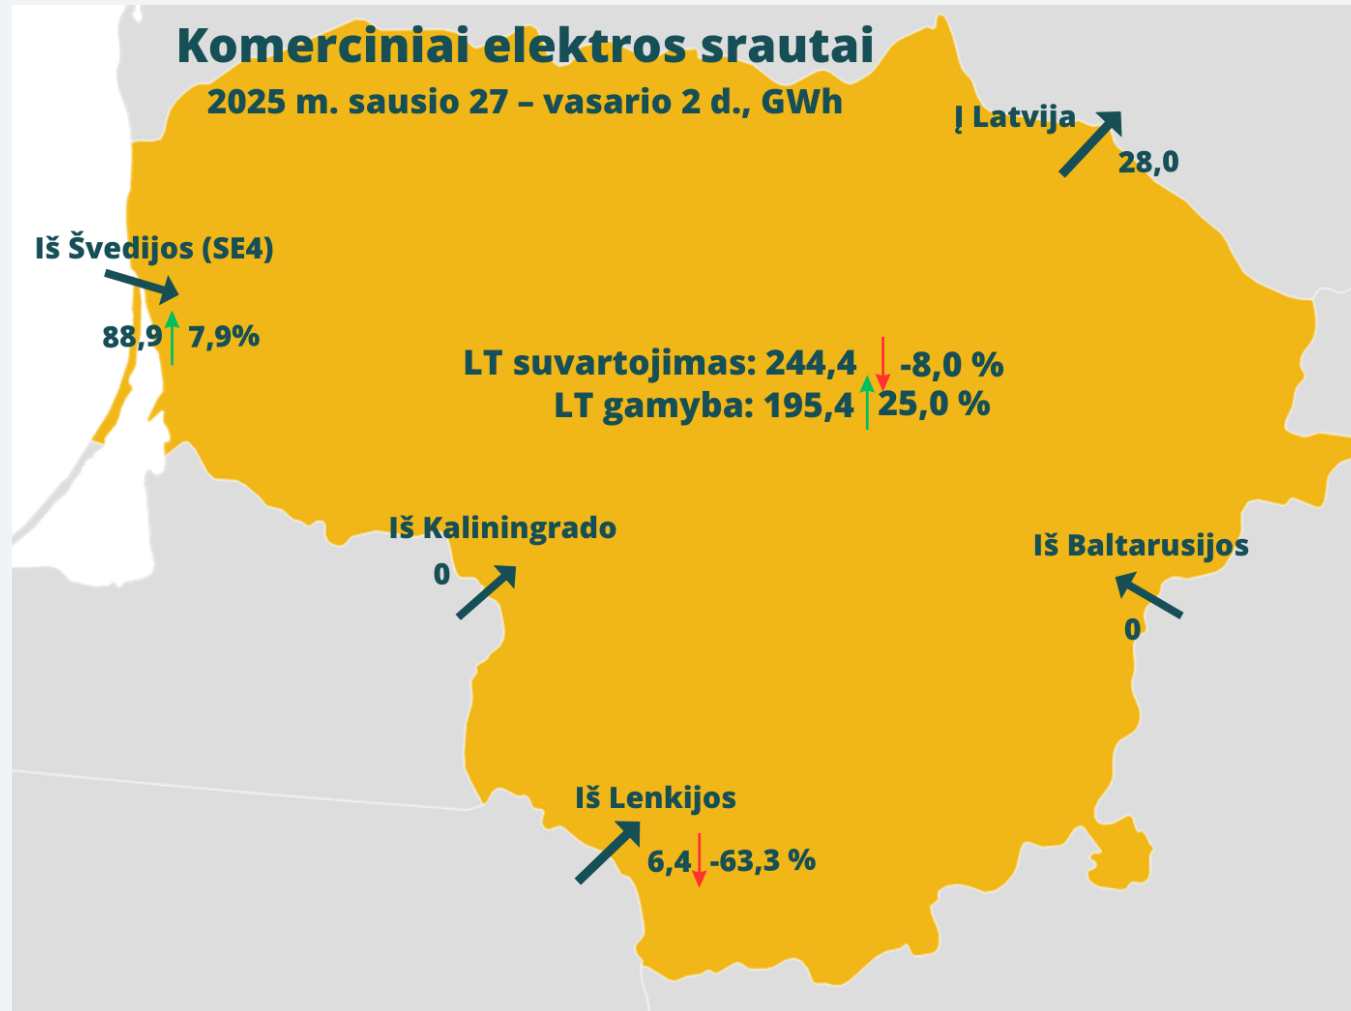 Komerciniai elektros srautai
2025 m. sausio 27 – vasario 2 d., GWh
Į Latvija
28,0
Iš Švedijos (SE4)
88,9 7,9%
LT suvartojimas: 244,4 -8,0 %
LT gamyba: 195,4 25,0 %
Iš Kaliningrado
0
Iš Baltarusijos
0
Iš Lenkijos
6,4 -63,3 %